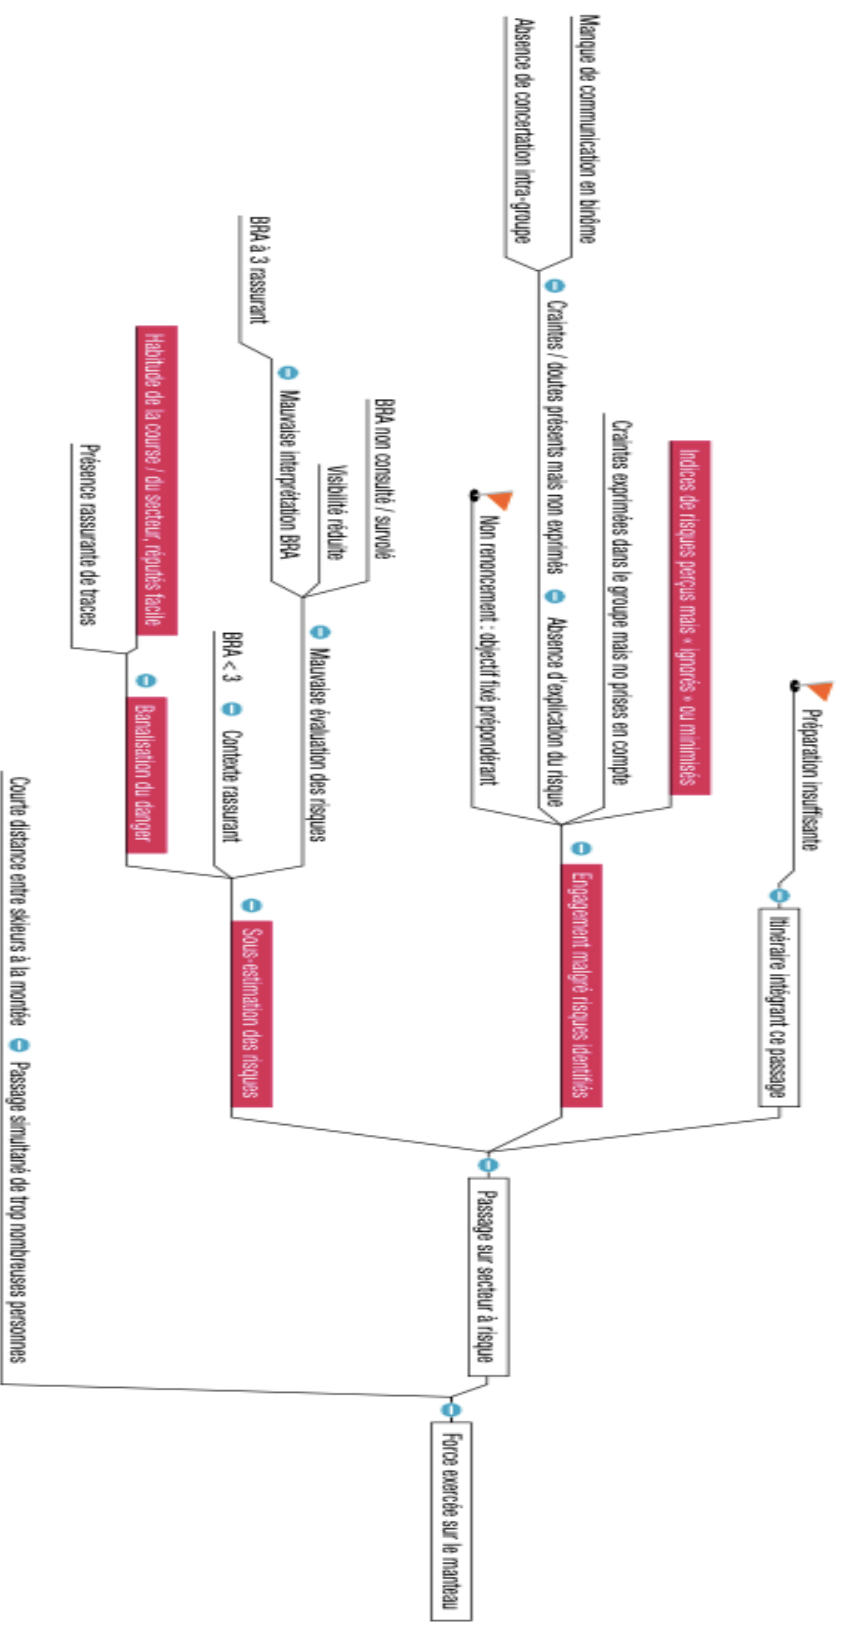 Préparation insuffisante
Itinéraire intégrant ce passage
Indices de risques perçus mais « ignorés » ou minimisés
Craintes exprimées dans le groupe mais no prises en compte
Manque de communication en binôme
Absence de concertation intra-groupe
Craintes / doutes présents mais non exprimés
Absence d'explication du risque
Non renoncement : objectif fixé prépondérant
Engagement malgré risques identifiés
BRA non consulté / survolé
Visibilité réduite
BRA à 3 rassurant
Mauvaise interprétation BRA
Mauvaise évaluation des risques
BRA < 3
Contexte rassurant
Habitude de la course / du secteur, réputés facile
Présence rassurante de traces
Banalisation du danger
Sous-estimation des risques
Passage sur secteur à risque
Courte distance entre skieurs à la montée
Passage simultané de trop nombreuses personnes
Force exercée sur le manteau